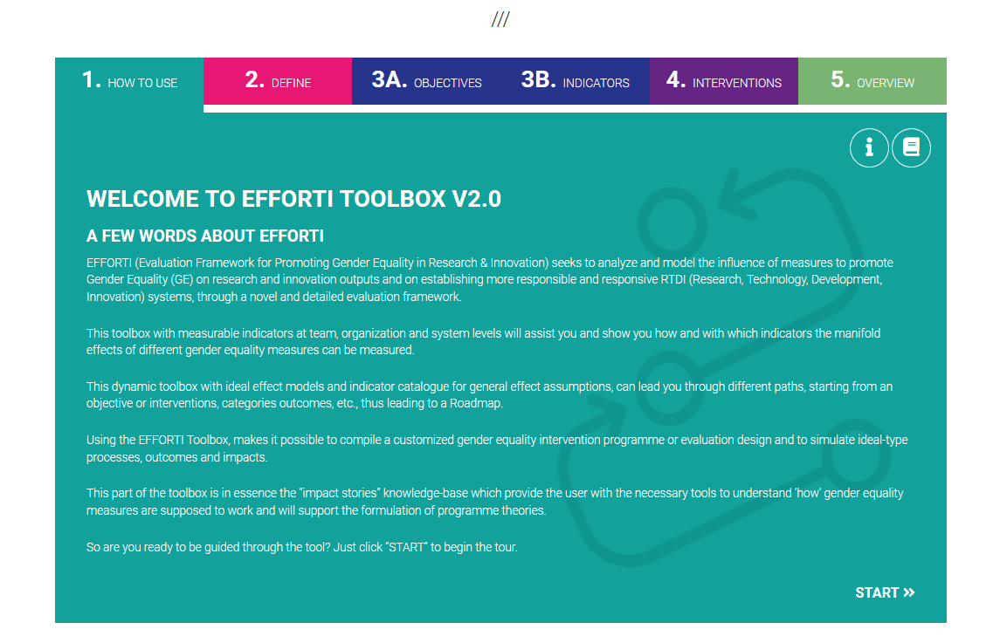 ///
1. HOW TO USE
2. DEFINE
3A. OBJECTIVES
3B. INDICATORS
4. INTERVENTIONS
5. OVERVIEW
WELCOME TO EFFORTI TOOLBOX V2.0
A FEW WORDS ABOUT EFFORTI
EFFORTI (Evaluation Framework for Promoting Gender Equality in Research & Innovation) seeks to analyze and model the influence of measures to promote
Gender Equality (GE) on research and innovation outputs and on establishing more responsible and responsive RTDI (Research, Technology, Development,
Innovation) systems, through a novel and detailed evaluation framework.
This toolbox with measurable indicators at team, organization and system levels will assist you and show you how and with which indicators the manifold
effects of different gender equality measures can be measured.
This dynamic toolbox with ideal effect models and indicator catalogue for general effect assumptions, can lead you through different paths, starting from an
objective or interventions, categories outcomes, etc., thus leading to a Roadmap.
Using the EFFORTI Toolbox, makes it possible to compile a customized gender equality intervention programme or evaluation design and to simulate ideal-type
processes, outcomes and impacts.
This part of the toolbox is in essence the “impact stories” knowledge-base which provide the user with the necessary tools to understand ‘how’ gender equality
measures are supposed to work and will support the formulation of programme theories.
So are you ready to be guided through the tool? Just click “START” to begin the tour.
START »